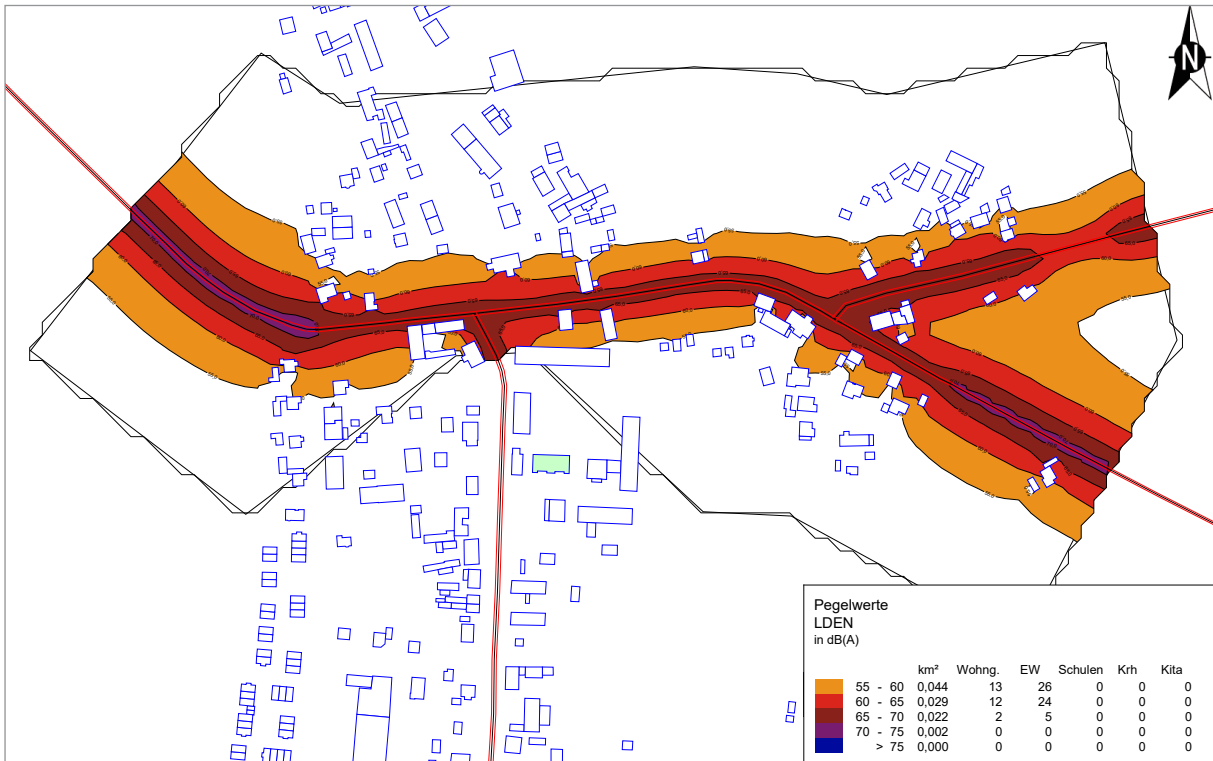 N
Pegelwerte
LDEN
in dB(A)
km² Wohng. EW Schulen Krh Kita
55 - 60 0,044 13 26 0 0 0
60 - 65 0,029 12 24 0 0 0
65 - 70 0,022 2 5 0 0 0
70 - 75 0,002 0 0 0 0 0
> 75 0,000 0 0 0 0 0